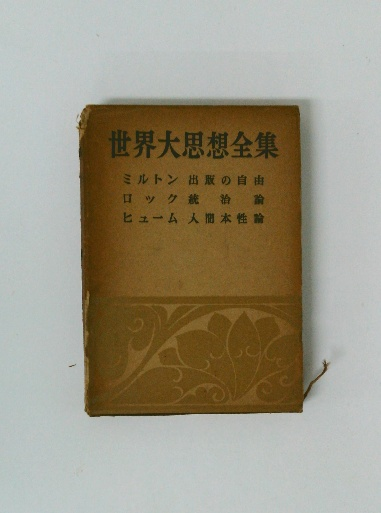 世界大思想全集
ミルトン 出版の自由
ロック 統治論
ヒューム 人間本性論